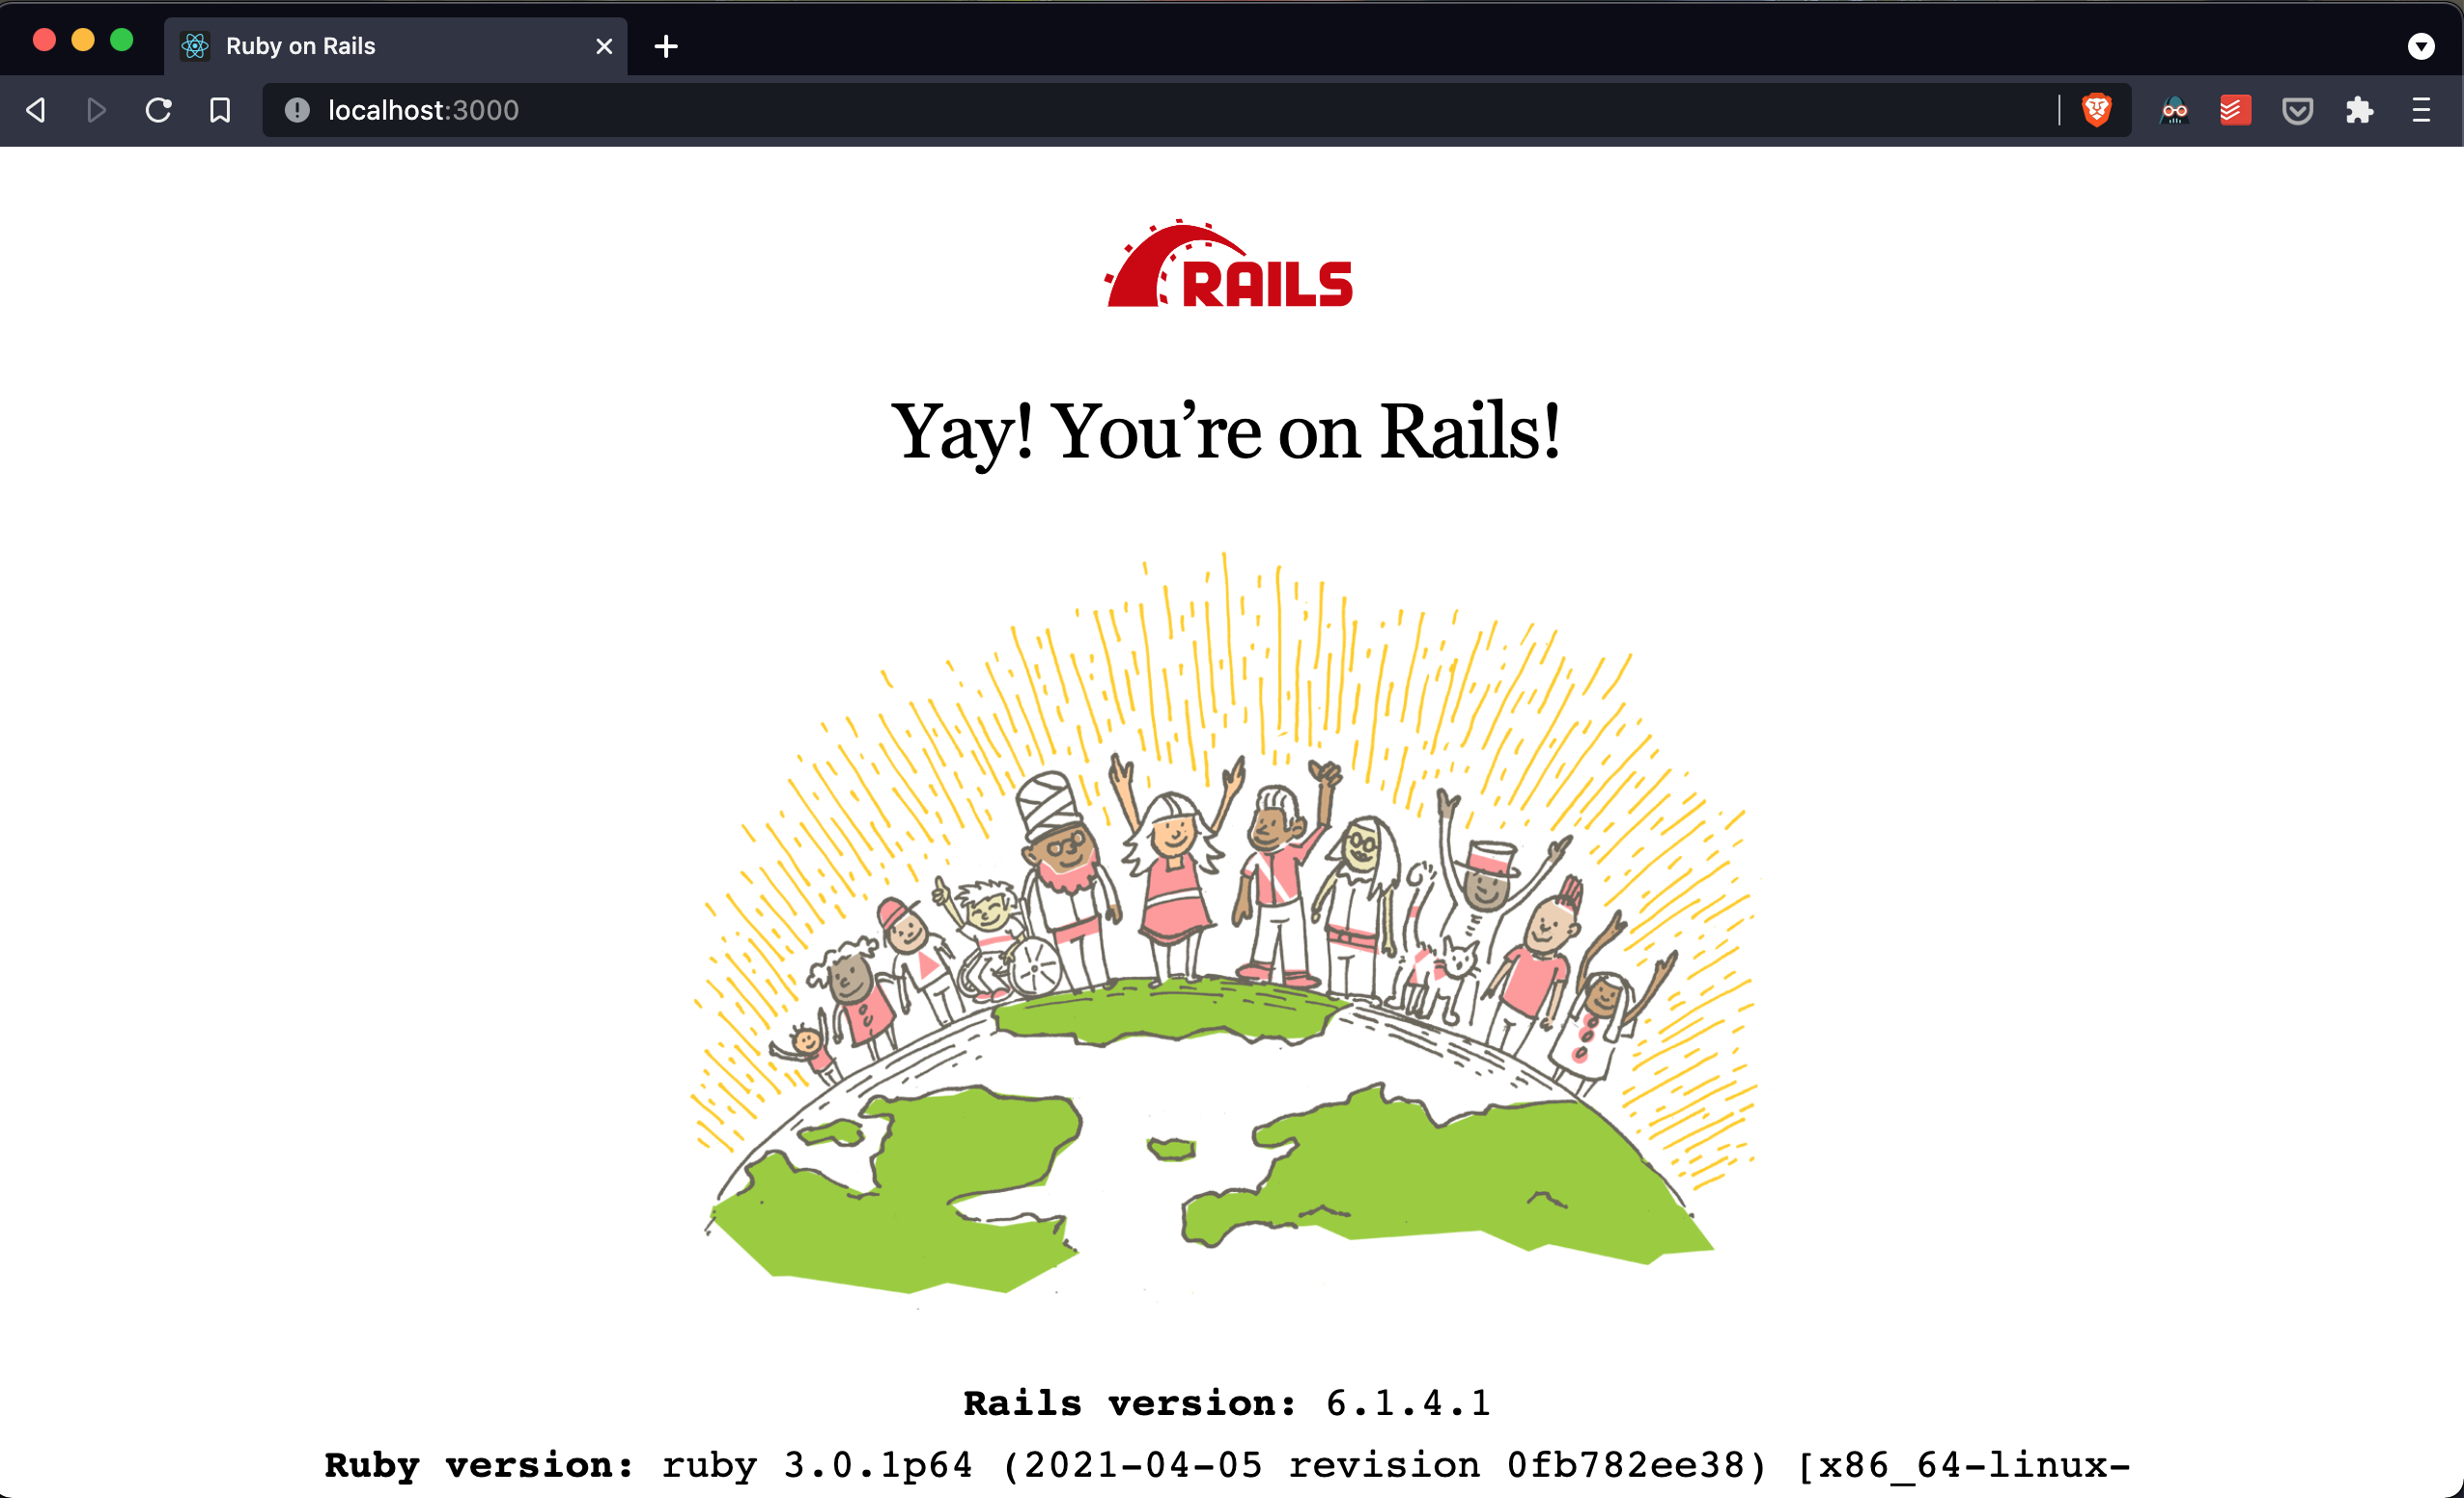 Ruby on Rails
localhost:3000
RAILS
Yay! You’re on Rails!
Rails version: 6.1.4.1
Ruby version: ruby 3.0.1p64 (2021-04-05 revision 0fb782ee38) [x86_64-linux-